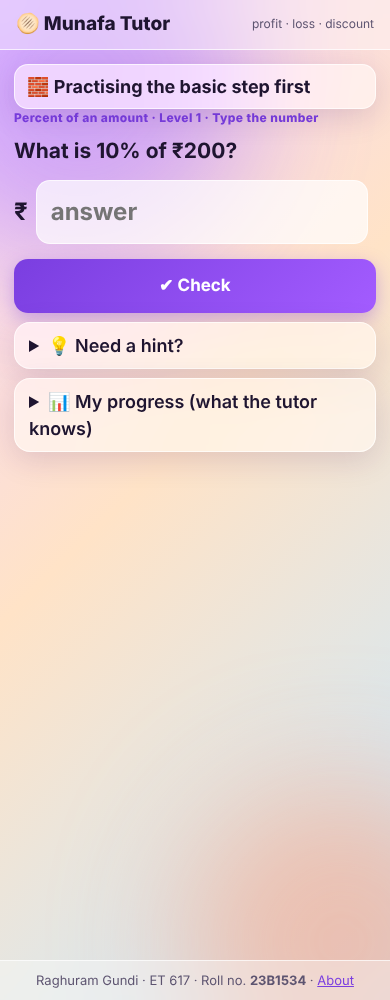 🪙 Munafa Tutor
profit · loss · discount
🧱 Practising the basic step first
Percent of an amount · Level 1 · Type the number
What is 10% of ₹200?
₹ answer
✔ Check
▶ 💡 Need a hint?
▶ 📊 My progress (what the tutor
knows)
Raghuram Gundi · ET 617 · Roll no. 23B1534 · About